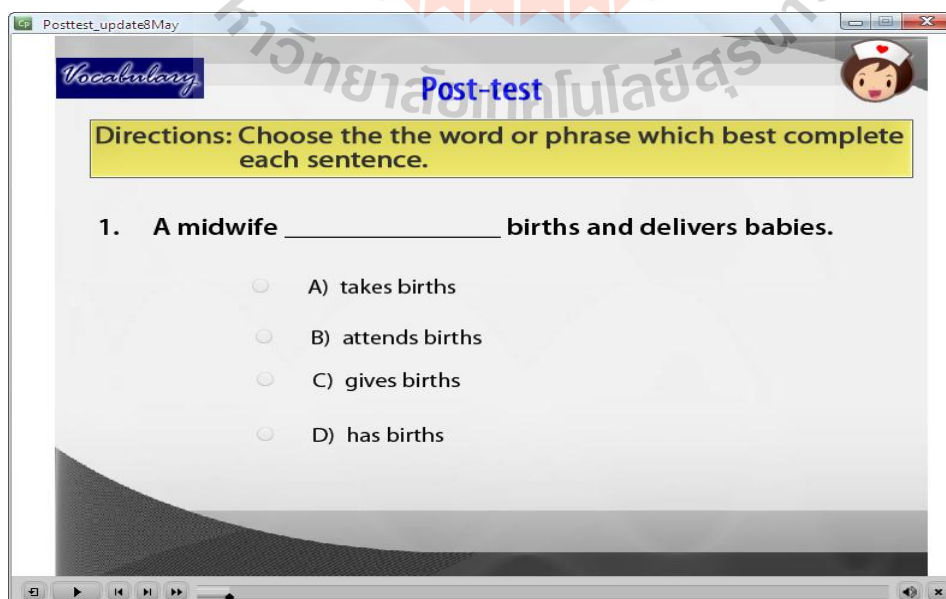 Posttest_update8May
Vocabulary
Post-test
Directions: Choose the the word or phrase which best complete
each sentence.
1. A midwife ________________ births and delivers babies.
A) takes births
B) attends births
C) gives births
D) has births